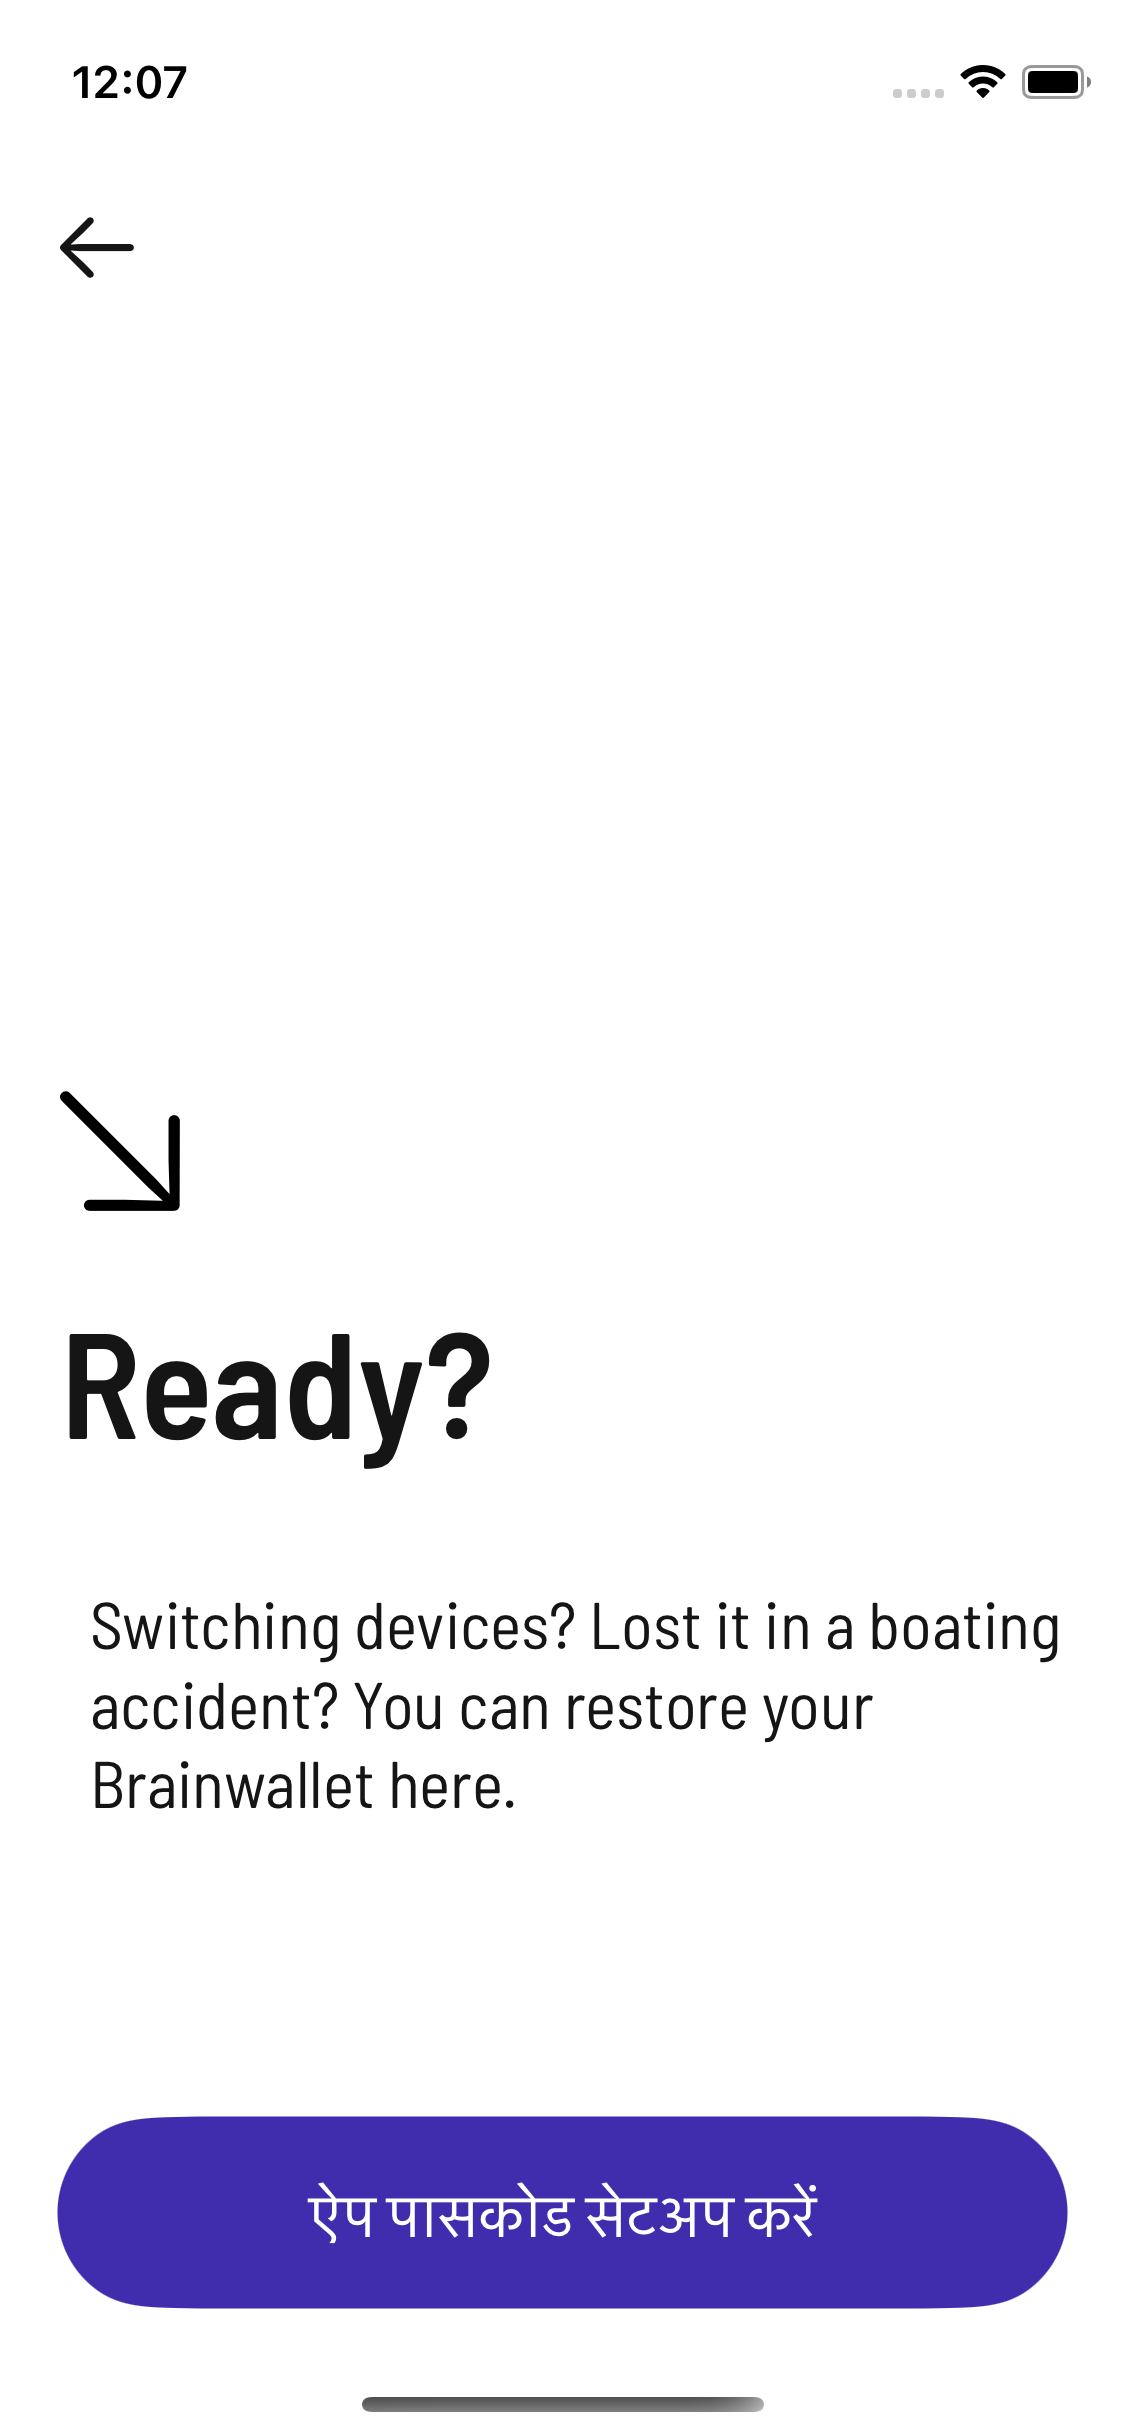 12:07
Ready?
Switching devices? Lost it in a boating
accident? You can restore your
Brainwallet here.
ऐप पासकोड सेटअप करें